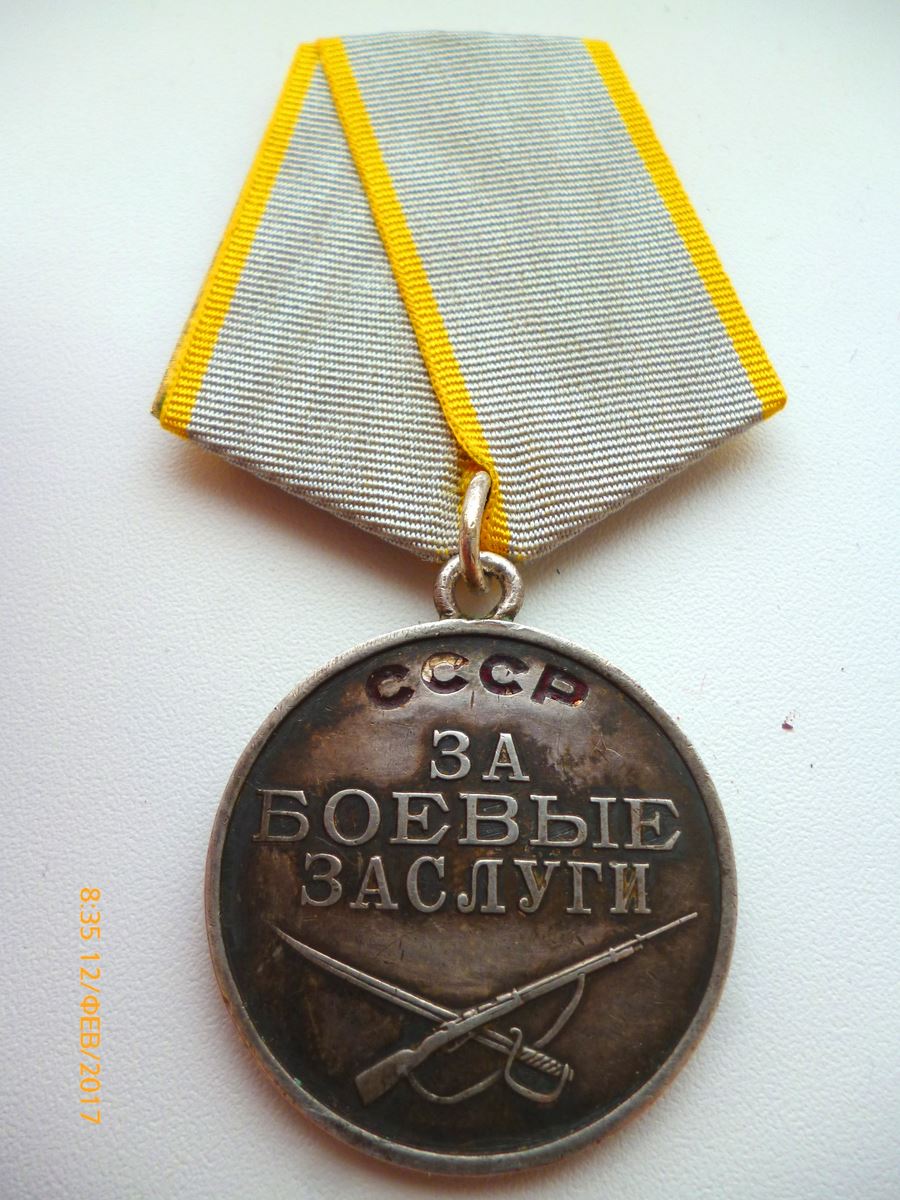 СССР
ЗА
БОЕВЫЕ
ЗАСЛУГИ
8:35 12/ФЕВ/2017